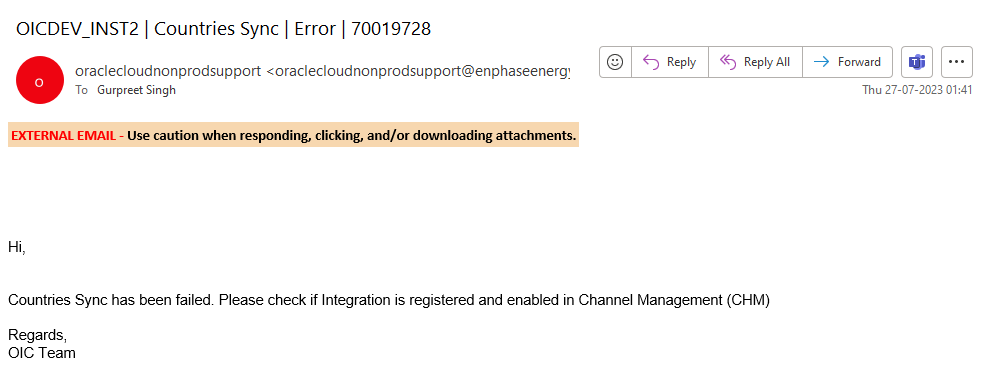 OICDEV_INST2 | Countries Sync | Error | 70019728
O
oraclecloudnonprodsupport <oraclecloudnonprodsupport@enphaseenergy
To Gurpreet Singh
Reply
Reply All
Forward
Thu 27-07-2023 01:41
EXTERNAL EMAIL - Use caution when responding, clicking, and/or downloading attachments.
Hi,
Countries Sync has been failed. Please check if Integration is registered and enabled in Channel Management (CHM)
Regards,
OIC Team